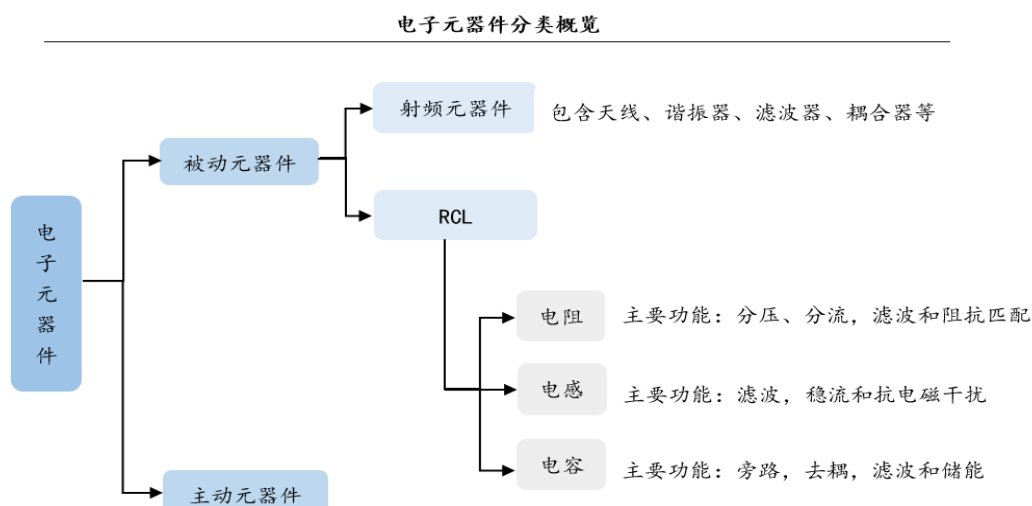 电子元器件分类概览
射频元器件 包含天线、谐振器、滤波器、耦合器等
被动元器件
RCL
电子元器件
电阻 主要功能：分压、分流，滤波和阻抗匹配
电感 主要功能：滤波，稳流和抗电磁干扰
电容 主要功能：旁路，去耦，滤波和储能
主动元器件